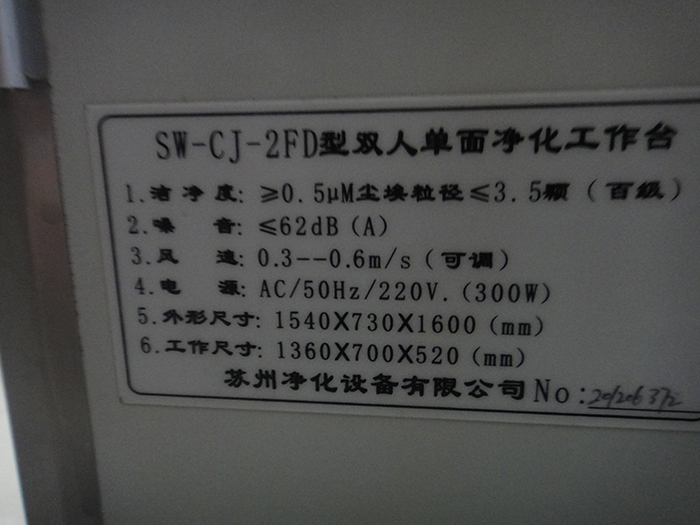 SW-CJ-2FD型双人单面净化工作台
1.洁净度: ≥0.5μM尘埃粒径≤3.5颗（百级）
2.噪 音: ≤62dB(A)
3.风 速: 0.3--0.6m/s(可调)
4.电 源: AC/50Hz/220V.(300W)
5.外形尺寸: 1540X730X1600(mm)
6.工作尺寸: 1360X700X520(mm)
苏州净化设备有限公司 No: